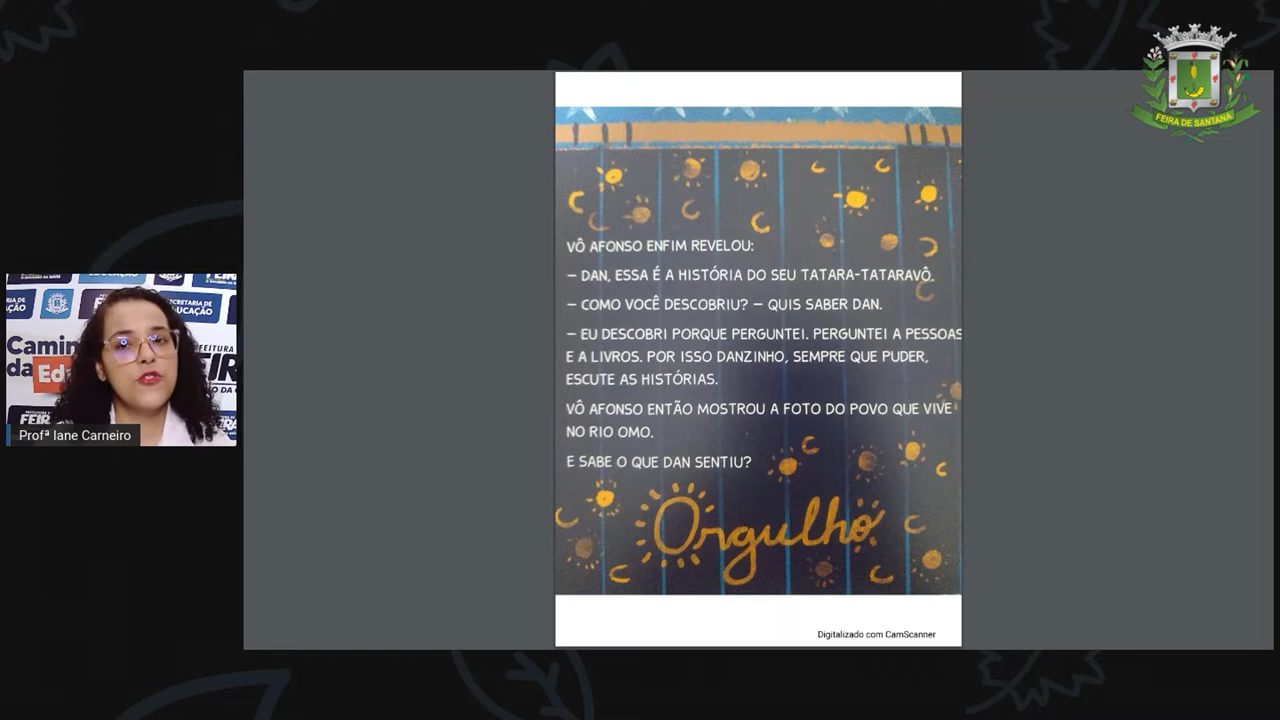 FEIRA DE SANTANA
VÔ AFONSO ENFIM REVELOU:
– DAN, ESSA É A HISTÓRIA DO SEU TATARA-TATARAVÔ.
– COMO VOCÊ DESCOBRIU? – QUIS SABER DAN.
– EU DESCOBRI PORQUE PERGUNTEI. PERGUNTEI A PESSOAS
E A LIVROS. POR ISSO DANZINHO, SEMPRE QUE PUDER,
ESCUTE AS HISTÓRIAS.
VÔ AFONSO ENTÃO MOSTROU A FOTO DO POVO QUE VIVE
NO RIO OMO.
E SABE O QUE DAN SENTIU?
Orgulho
Digitalizado com CamScanner
Profª Iane Carneiro